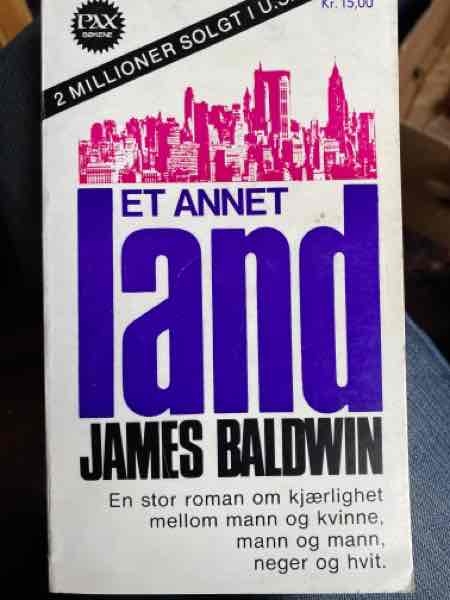 PAX
BØKENE
2 MILLIONER SOLGT I U.S.
Kr. 15,00
ET ANNET
land
JAMES BALDWIN
En stor roman om kjærlighet
mellom mann og kvinne,
mann og mann,
neger og hvit.